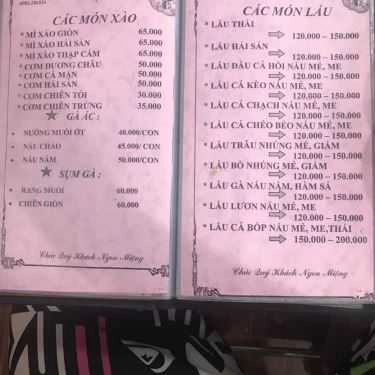 CÁC MÓN XÀO
* MÌ XÀO GIÒN 65.000
* MÌ XÀO HẢI SẢN 65.000
* MÌ XÀO THẬP CẨM 65.000
* CƠM DƯƠNG CHÂU 50.000
* CƠM CÁ MẶN 50.000
* CƠM HẢI SẢN 50.000
* CƠM CHIÊN TỎI 30.000
* CƠM CHIÊN TRỨNG 35.000
GÀ ÁC :
NƯỚNG MUỐI ỚT 40.000/CON
NẤU CHÁO 45.000/ CON
NẤU NẤM 50.000/CON
SỤM GÀ :
RANG MUỐI 60.000
CHIÊN GIÒN 60.000
Chúc Quý Khách Ngon Miệng
CÁC MÓN LẨU
* LẨU THÁI
120.000 – 150.000
* LẨU HẢI SẢN
120.000 – 150.000
* LẨU ĐẦU CÁ HỒI NẤU MẺ, ME
120.000 – 150.000
* LẨU CÁ KÈO NẤU MẺ, ME
120.000 – 150.000
* LẨU CÁ CHẠCH NẤU MẺ, ME
120.000 – 150.000
* LẨU CÁ CHẺO BẺO NẤU MẺ, ME
120.000 – 150.000
* LẨU TRÂU NHÚNG MẺ, GIẤM
120.000 – 150.000
* LẨU BÒ NHÚNG MẺ, GIẤM
120.000 – 150.000
* LẨU GÀ NẤU NẤM, HẦM SẢ
120.000 – 150.000
* LẨU LƯƠN NẤU MẺ, ME
120.000 – 150.000
* LẨU CÁ BÓP NẤU MẺ, ME,THÁI
150.000 – 200.000
Chúc Quý Khách Ngon Miệng